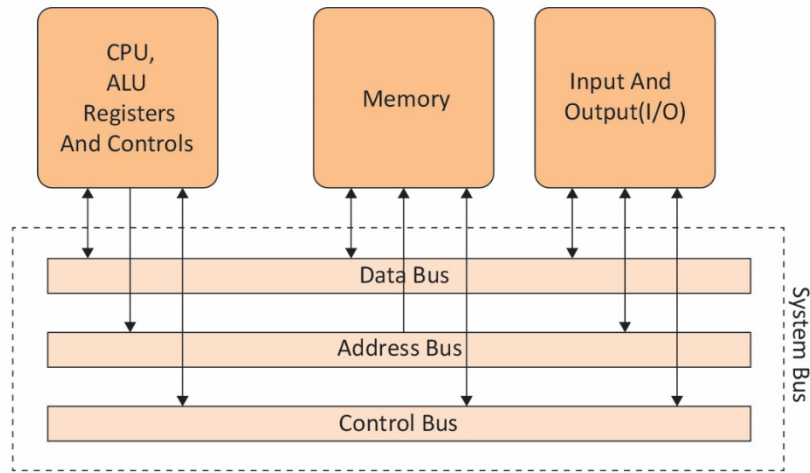 CPU,
ALU
Registers
And Controls
Memory
Input And
Output(I/O)
Data Bus
Address Bus
Control Bus
System Bus